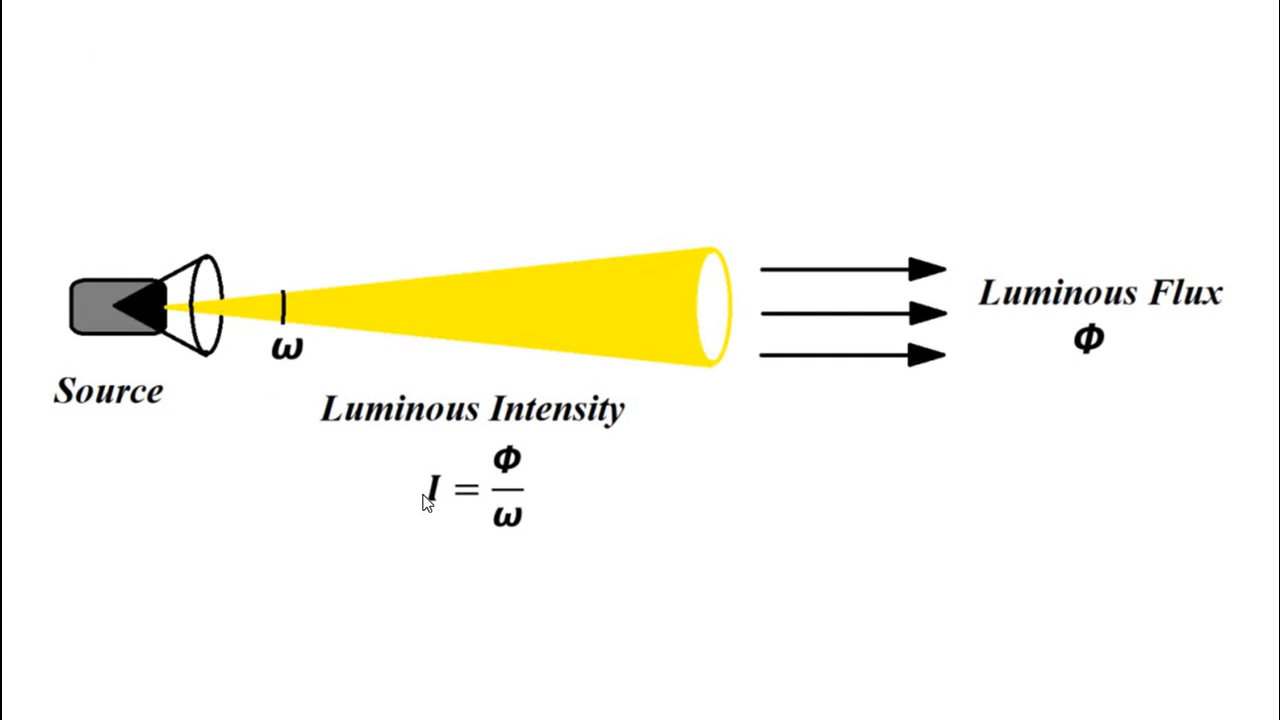 Luminous Flux
Φ
ω
Source
Luminous Intensity
I = Φ/ω